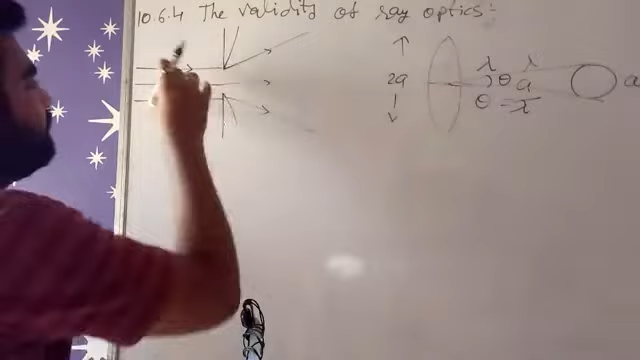 10.6.4 The validity of ray optics:
↑
2a
↓
λ λ
θ a
θ = λ
a